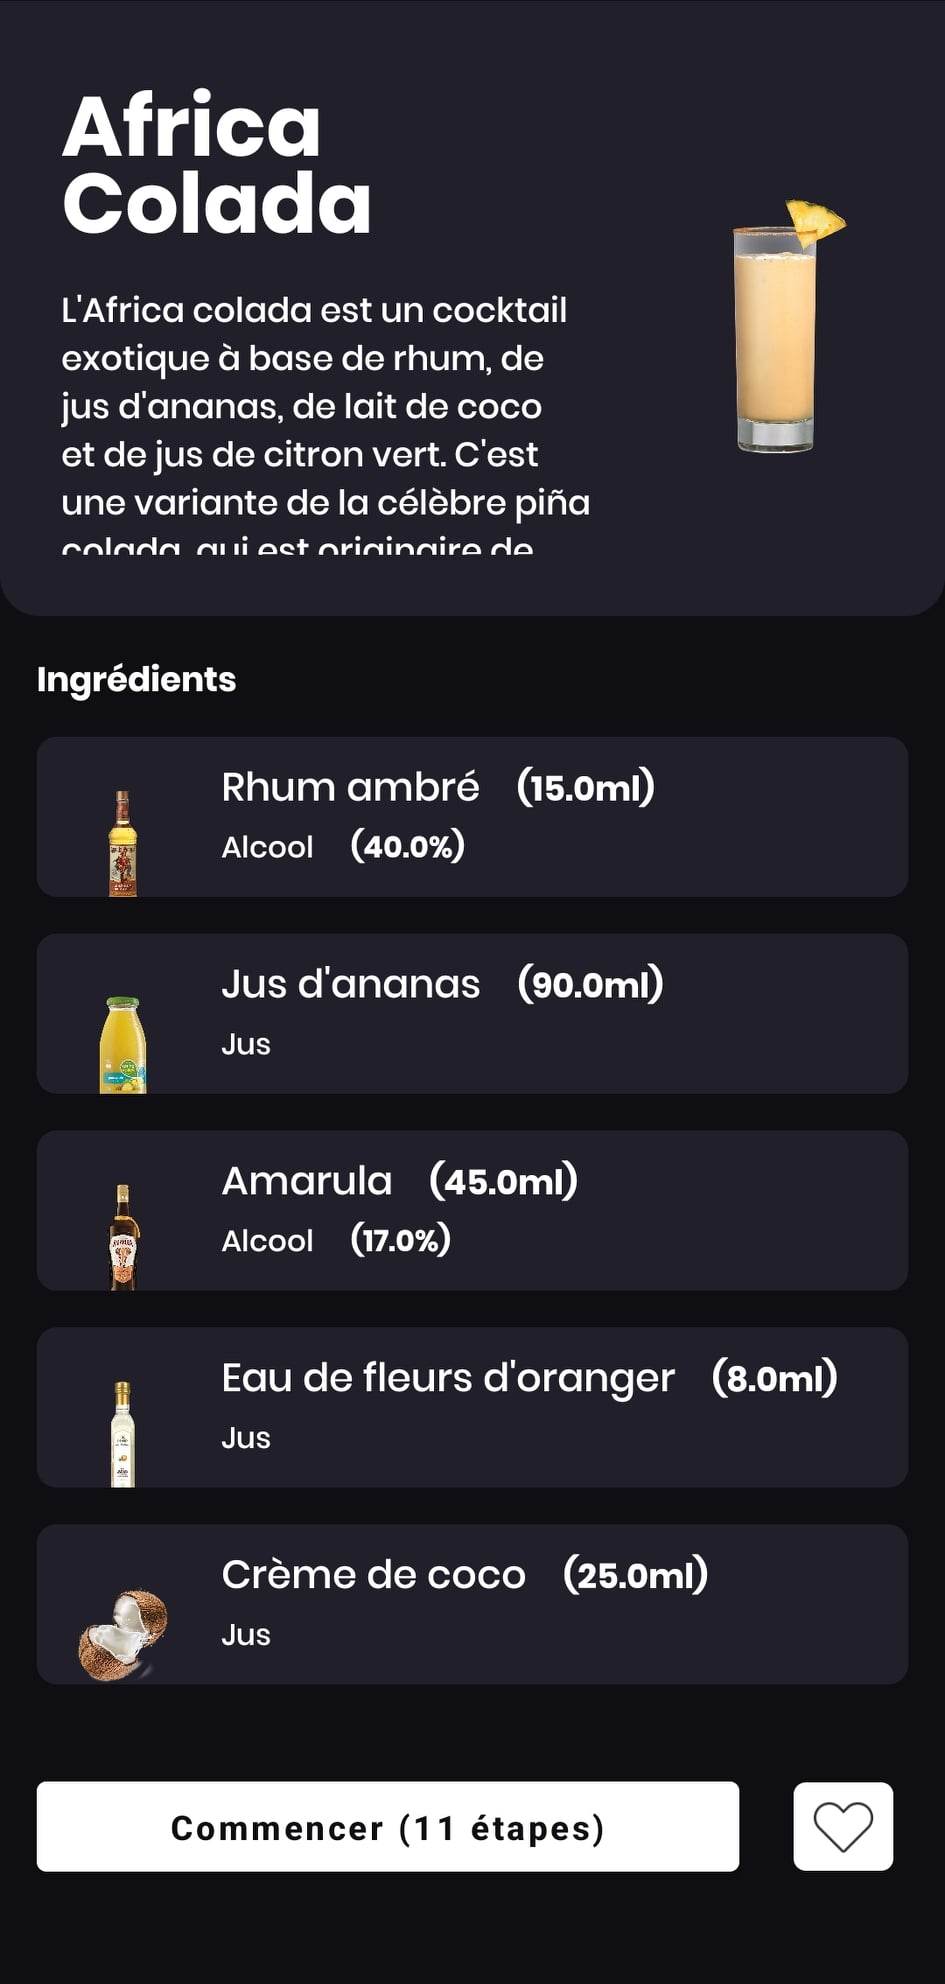 Africa
Colada
L'Africa colada est un cocktail
exotique à base de rhum, de
jus d'ananas, de lait de coco
et de jus de citron vert. C'est
une variante de la célèbre piña
colada, qui est originaire de
Ingrédients
Rhum ambré (15.0ml)
Alcool (40.0%)
Jus d'ananas (90.0ml)
Jus
Amarula (45.0ml)
Alcool (17.0%)
Eau de fleurs d'oranger (8.0ml)
Jus
Crème de coco (25.0ml)
Jus
Commencer (11 étapes)